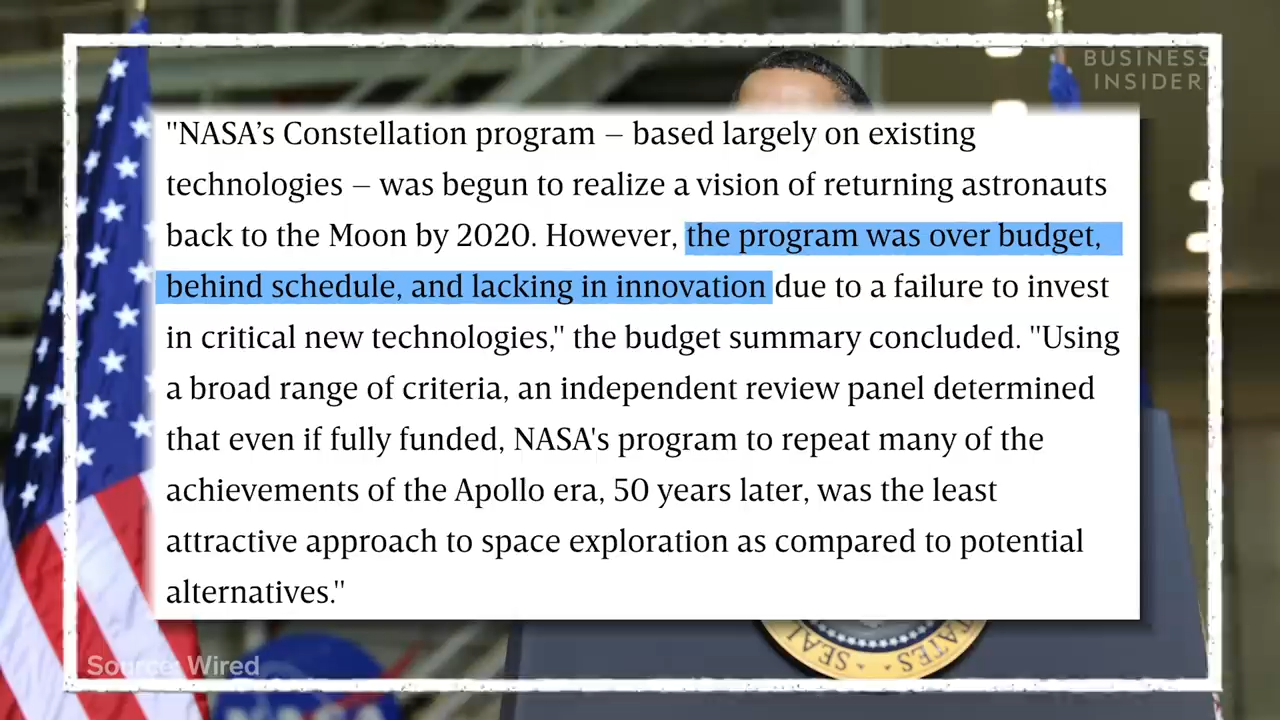 BUSINESS
INSIDER
"NASA’s Constellation program – based largely on existing
technologies – was begun to realize a vision of returning astronauts
back to the Moon by 2020. However, the program was over budget,
behind schedule, and lacking in innovation due to a failure to invest
in critical new technologies," the budget summary concluded. "Using
a broad range of criteria, an independent review panel determined
that even if fully funded, NASA's program to repeat many of the
achievements of the Apollo era, 50 years later, was the least
attractive approach to space exploration as compared to potential
alternatives."
SEAL
STATES
Source: Wired
NASA